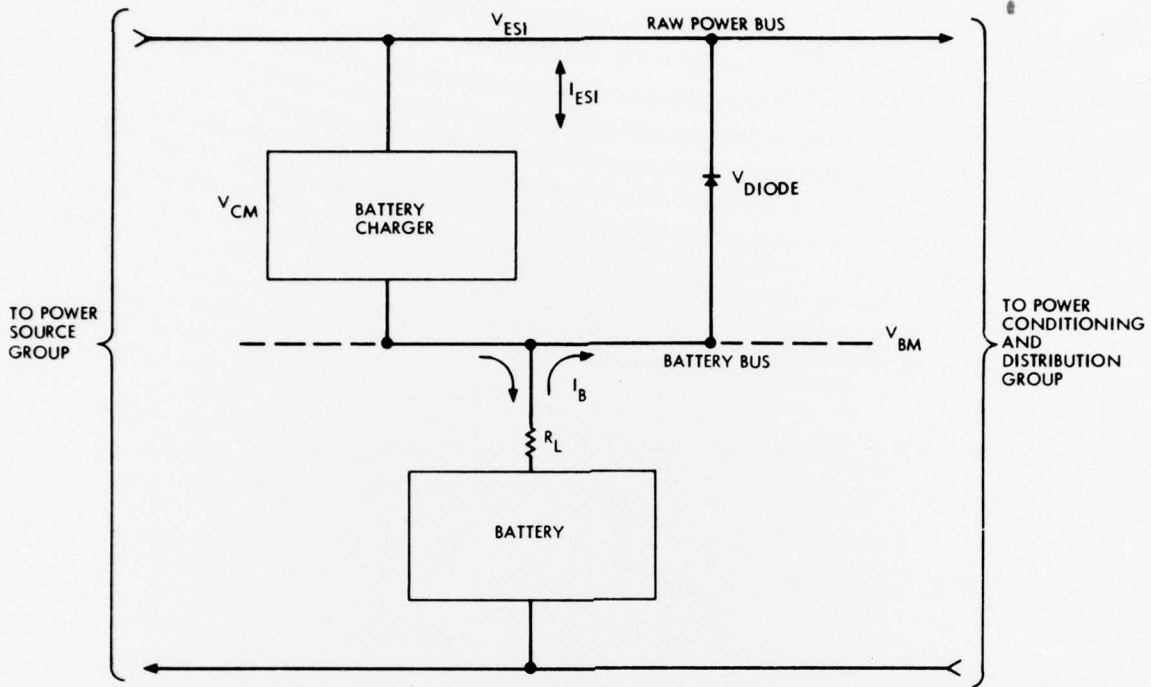 V_ESI
RAW POWER BUS
I_ESI
V_DIODE
V_CM
BATTERY
CHARGER
TO POWER
SOURCE
GROUP
TO POWER
CONDITIONING
AND
DISTRIBUTION
GROUP
V_BM
BATTERY BUS
I_B
R_L
BATTERY